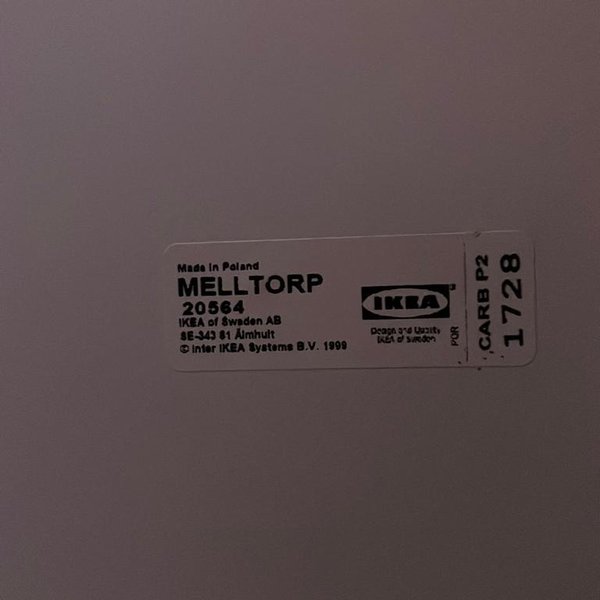 Made in Poland
MELLTORP
20564
IKEA of Sweden AB
SE-343 81 Älmhult
© Inter IKEA Systems B.V. 1999
IKEA®
Design and Quality
IKEA of Sweden
PQR
CARB P2
1728